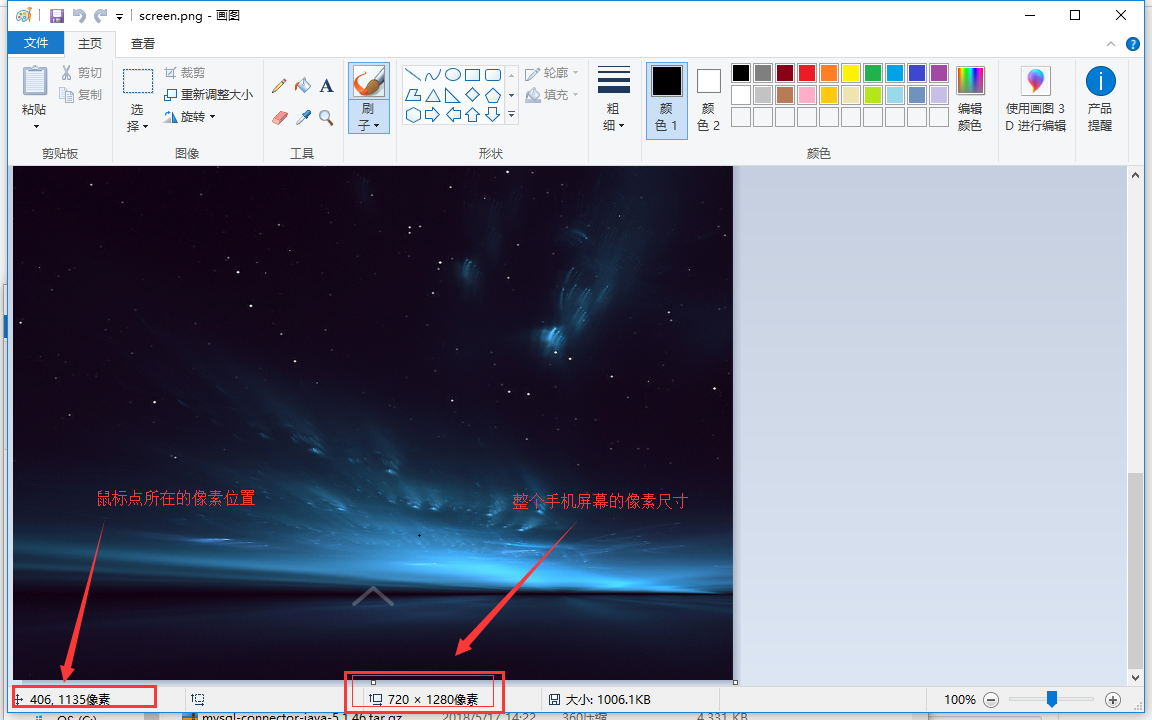 screen.png - 画图
文件 主页 查看
粘贴
剪切
复制
剪贴板
选
择
裁剪
重新调整大小
旋转
图像
A
工具
刷
子
轮廓
填充
形状
粗
细
颜
色 1
颜
色 2
编辑
颜色
颜色
使用画图 3
D 进行编辑
产品
提醒
鼠标点所在的像素位置
整个手机屏幕的像素尺寸
406, 1135像素
720 × 1280像素
大小: 1006.1KB
100%
mysql-connector-java-5.1.46.tar.gz 2018/5/17 14:22 360压缩 4,331 KB